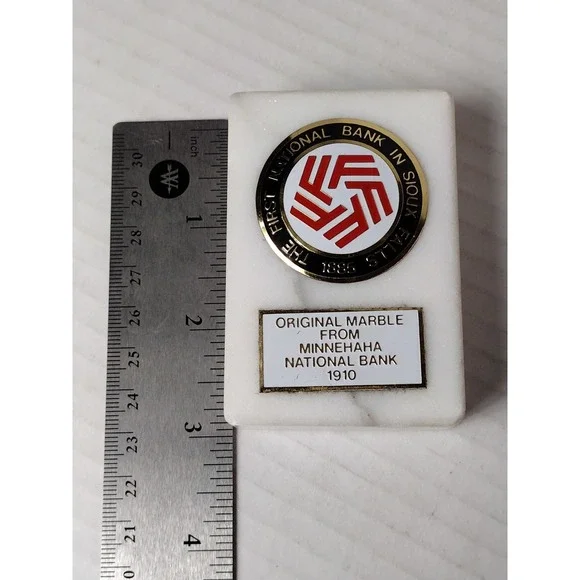 THE FIRST NATIONAL BANK IN SIOUX FALLS
1885
ORIGINAL MARBLE
FROM
MINNEHAHA
NATIONAL BANK
1910
inch
W
1
2
3
4
30
29
28
27
26
25
24
23
22
21
20